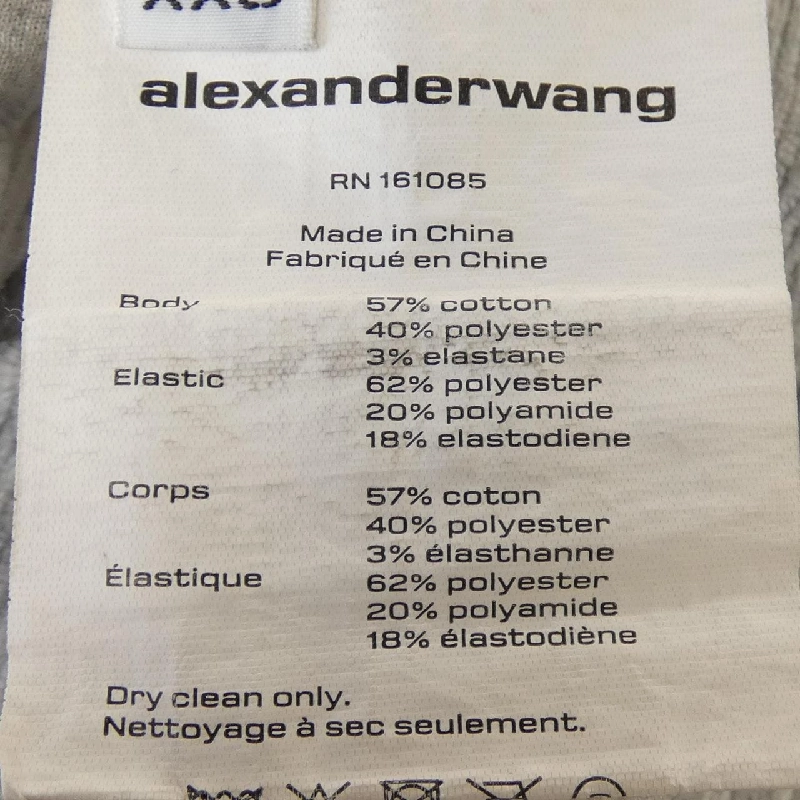 alexanderwang
RN 161085
Made in China
Fabriqué en Chine
Body 57% cotton
40% polyester
3% elastane
Elastic 62% polyester
20% polyamide
18% elastodiene
Corps 57% coton
40% polyester
3% élasthanne
Élastique 62% polyester
20% polyamide
18% élastodiène
Dry clean only.
Nettoyage à sec seulement.